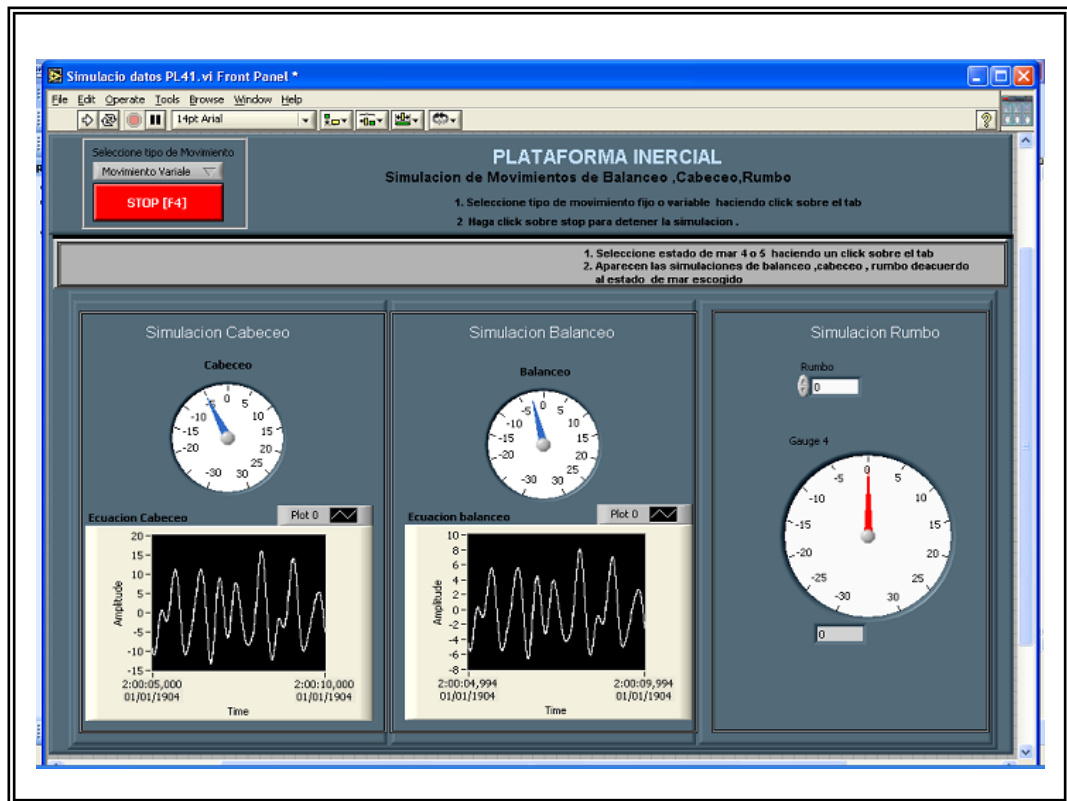 Simulacio datos PL41.vi Front Panel *
File Edit Operate Tools Browse Window Help
14pt Arial
?
Seleccione tipo de Movimiento
Movimiento Variale
STOP [F4]
PLATAFORMA INERCIAL
Simulacion de Movimientos de Balanceo ,Cabeceo,Rumbo
1. Seleccione tipo de movimiento fijo o variable haciendo click sobre el tab
2 Haga click sobre stop para detener la simulacion .
1. Seleccione estado de mar 4 o 5 haciendo un click sobre el tab
2. Aparecen las simulaciones de balanceo ,cabeceo , rumbo deacuerdo
al estado de mar escogido
Simulacion Cabeceo
Cabeceo
-30 -20 -15 -10 -5 0 5 10 15 20 25 30
Ecuacion Cabeceo
Plot 0
Amplitude
20
15
10
5
0
-5
-10
-15
2:00:05,000 2:00:10,000
01/01/1904 01/01/1904
Time
Simulacion Balanceo
Balanceo
-30 -20 -15 -10 -5 0 5 10 15 20 25 30
Ecuacion balanceo
Plot 0
Amplitude
10
8
6
4
2
0
-2
-4
-6
-8
2:00:04,994 2:00:09,994
01/01/1904 01/01/1904
Time
Simulacion Rumbo
Rumbo
0
Gauge 4
-30 -25 -20 -15 -10 -5 0 5 10 15 20 25 30
0